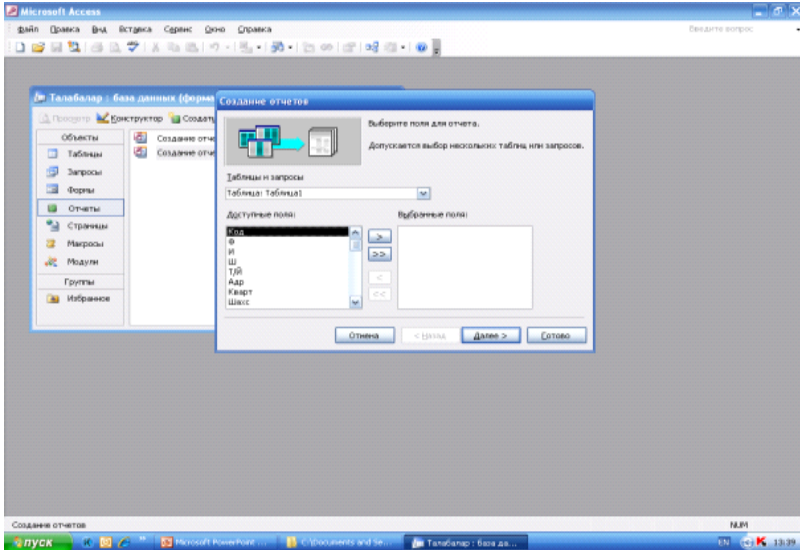 Microsoft Access
Файл Правка Вид Вставка Сервис Окно Справка
Введите вопрос
Талабалар : база данных (форма
Создание отчетов
Просмотр Конструктор Создать
Объекты
Таблицы
Запросы
Формы
Отчеты
Страницы
Макросы
Модули
Группы
Избранное
Создание отче
Создание отче
Выберите поля для отчета.
Допускается выбор нескольких таблиц или запросов.
Таблицы и запросы
Таблица: Таблица1
Доступные поля:
Выбранные поля:
Код
Ф
И
Ш
Т/Й
Адр
Кварт
Шахс
>
>>
<
<<
Отмена
< Назад
Далее >
Готово
Создание отчетов
NUM
пуск
Microsoft PowerPoint ...
C:\Documents and Se...
Талабалар : база да...
EN
13:39